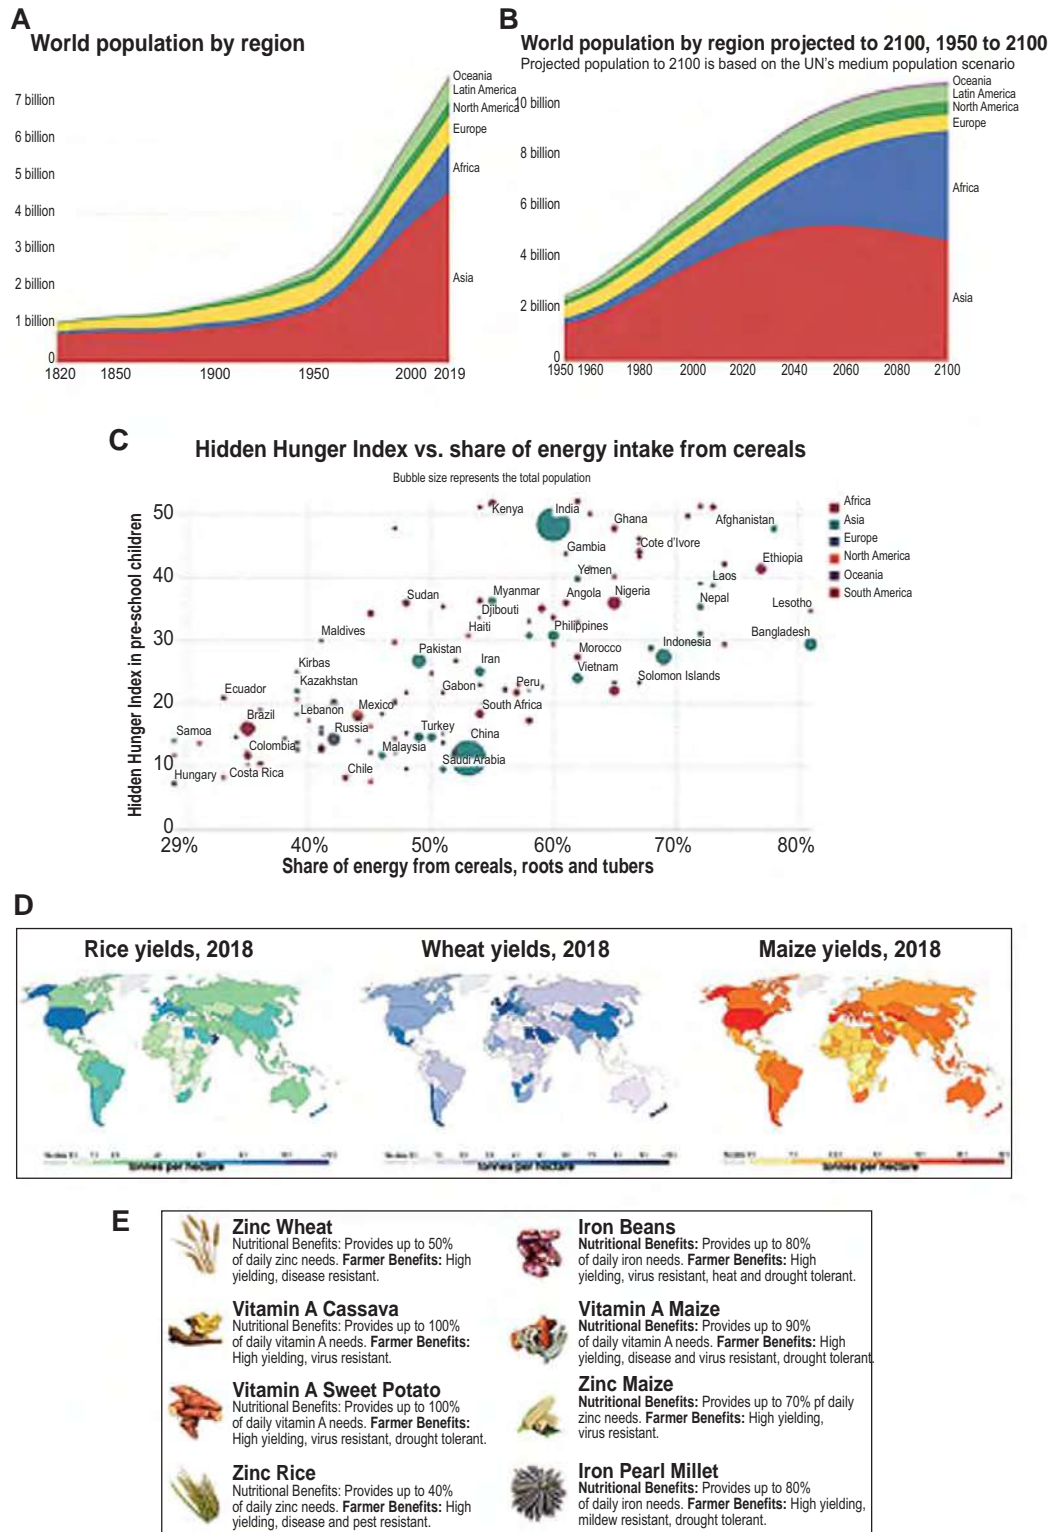 A
World population by region
7 billion
6 billion
5 billion
4 billion
3 billion
2 billion
1 billion
0
1820 1850 1900 1950 2000 2019
Oceania
Latin America
North America
Europe
Africa
Asia
B
World population by region projected to 2100, 1950 to 2100
Projected population to 2100 is based on the UN's medium population scenario
10 billion
8 billion
6 billion
4 billion
2 billion
0
1950 1960 1980 2000 2020 2040 2060 2080 2100
Oceania
Latin America
North America
Europe
Africa
Asia
C
Hidden Hunger Index vs. share of energy intake from cereals
Bubble size represents the total population
Hidden Hunger Index in pre-school children
50
40
30
20
10
0
Kenya
India
Ghana
Afghanistan
Gambia
Cote d'Ivore
Ethiopia
Yemen
Laos
Sudan
Myanmar
Angola
Nigeria
Nepal
Lesotho
Djibouti
Maldives
Haiti
Philippines
Bangladesh
Indonesia
Pakistan
Morocco
Kirbas
Iran
Vietnam
Solomon Islands
Kazakhstan
Gabon
Peru
Ecuador
Lebanon
Mexico
South Africa
Brazil
Samoa
Russia
Turkey
China
Colombia
Malaysia
Saudi Arabia
Hungary
Costa Rica
Chile
29% 40% 50% 60% 70% 80%
Share of energy from cereals, roots and tubers
Africa
Asia
Europe
North America
Oceania
South America
D
Rice yields, 2018
Wheat yields, 2018
Maize yields, 2018
tonnes per hectare
tonnes per hectare
tonnes per hectare
E
Zinc Wheat
Nutritional Benefits: Provides up to 50%
of daily zinc needs. Farmer Benefits: High
yielding, disease resistant.
Vitamin A Cassava
Nutritional Benefits: Provides up to 100%
of daily vitamin A needs. Farmer Benefits:
High yielding, virus resistant.
Vitamin A Sweet Potato
Nutritional Benefits: Provides up to 100%
of daily vitamin A needs. Farmer Benefits:
High yielding, virus resistant, drought tolerant.
Zinc Rice
Nutritional Benefits: Provides up to 40%
of daily zinc needs. Farmer Benefits: High
yielding, disease and pest resistant.
Iron Beans
Nutritional Benefits: Provides up to 80%
of daily iron needs. Farmer Benefits: High
yielding, virus resistant, heat and drought tolerant.
Vitamin A Maize
Nutritional Benefits: Provides up to 90%
of daily vitamin A needs. Farmer Benefits: High
yielding, disease and virus resistant, drought tolerant.
Zinc Maize
Nutritional Benefits: Provides up to 70% pf daily
zinc needs. Farmer Benefits: High yielding,
virus resistant.
Iron Pearl Millet
Nutritional Benefits: Provides up to 80%
of daily iron needs. Farmer Benefits: High yielding,
mildew resistant, drought tolerant.